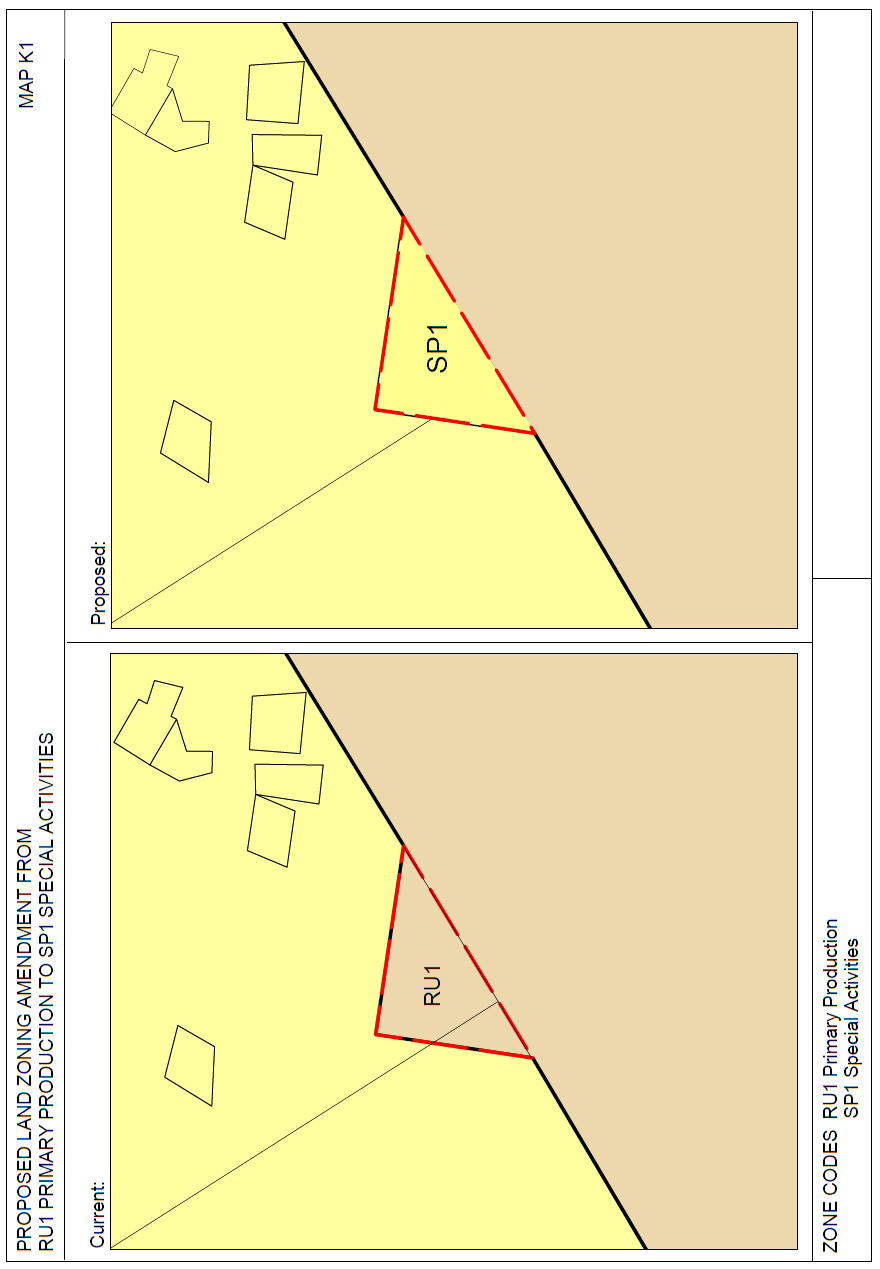 PROPOSED LAND ZONING AMENDMENT FROM
RU1 PRIMARY PRODUCTION TO SP1 SPECIAL ACTIVITIES
MAP K1
Current:
RU1
Proposed:
SP1
ZONE CODES RU1 Primary Production
SP1 Special Activities